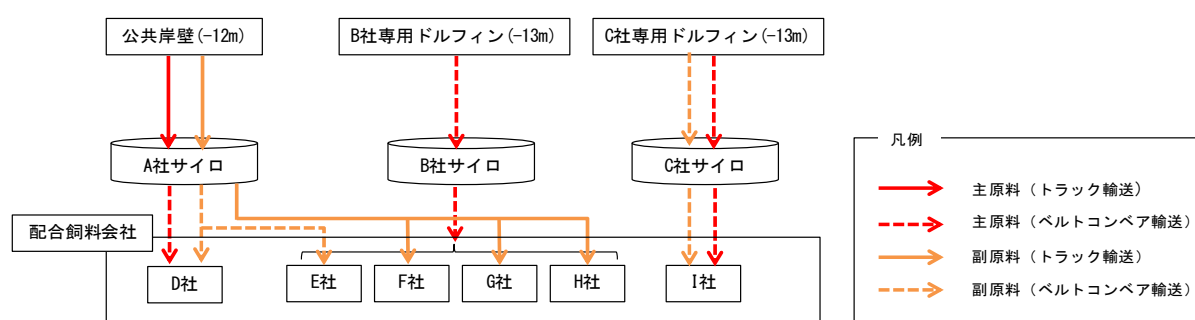 公共岸壁(-12m)
B社専用ドルフィン(-13m)
C社専用ドルフィン(-13m)
A社サイロ
B社サイロ
C社サイロ
配合飼料会社
D社
E社
F社
G社
H社
I社
凡例
主原料（トラック輸送）
主原料（ベルトコンベア輸送）
副原料（トラック輸送）
副原料（ベルトコンベア輸送）